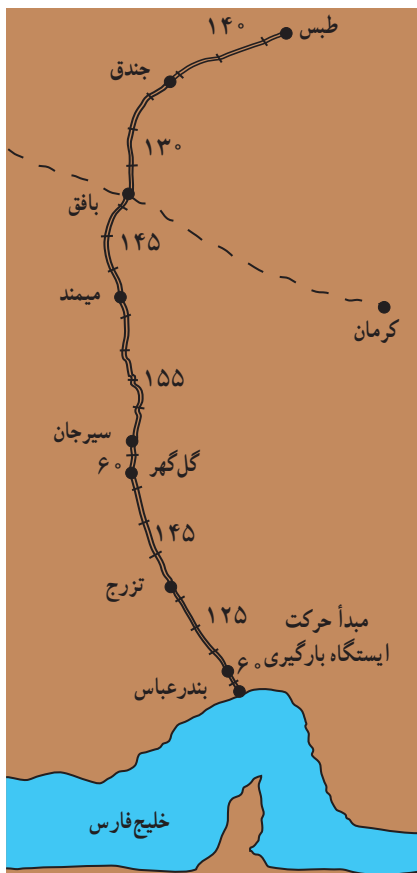 طبس
۱۴۰
جندق
۱۳۰
بافق
۱۴۵
میمند
کرمان
۱۵۵
سیرجان
گل‌گهر
۶۰
۱۴۵
تزرج
۱۲۵
مبدأ حرکت
ایستگاه بارگیری
۶۰
بندرعباس
خلیج‌فارس